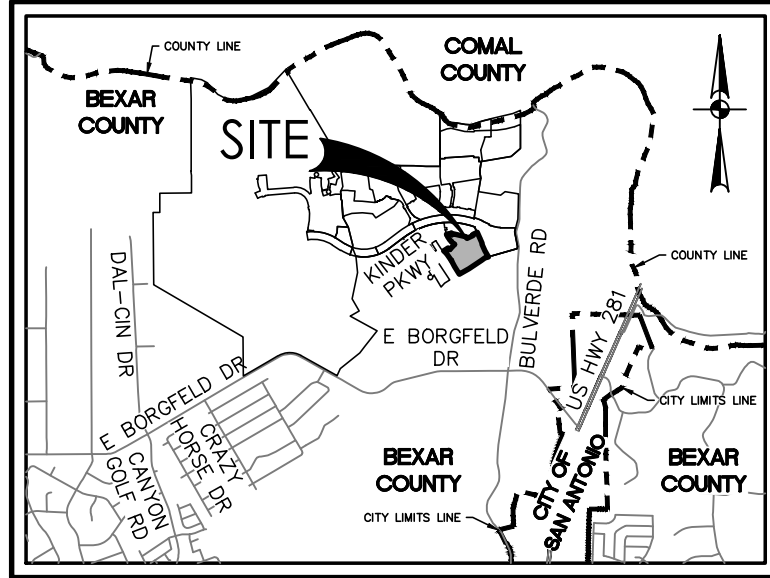 COUNTY LINE
COMAL
COUNTY
BEXAR
COUNTY
SITE
KINDER
PKWY
BULVERDE RD
COUNTY LINE
DAL-CIN DR
US HWY 281
E BORGFELD
DR
E BORGFELD DR
CITY LIMITS LINE
CRAZY
HORSE DR
CANYON
GOLF RD
BEXAR
COUNTY
CITY OF
SAN ANTONIO
BEXAR
COUNTY
CITY LIMITS LINE